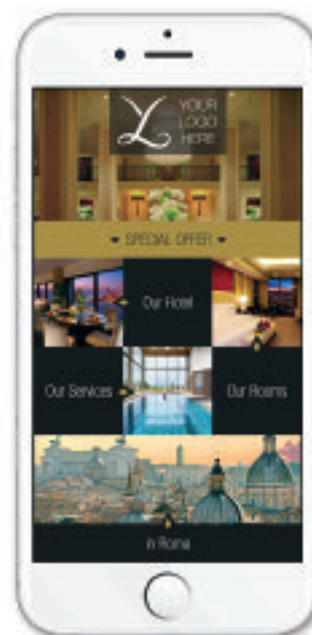 YOUR
LOGO
HERE
SPECIAL OFFER
Our Hotel
Our Services
Our Rooms
in Roma